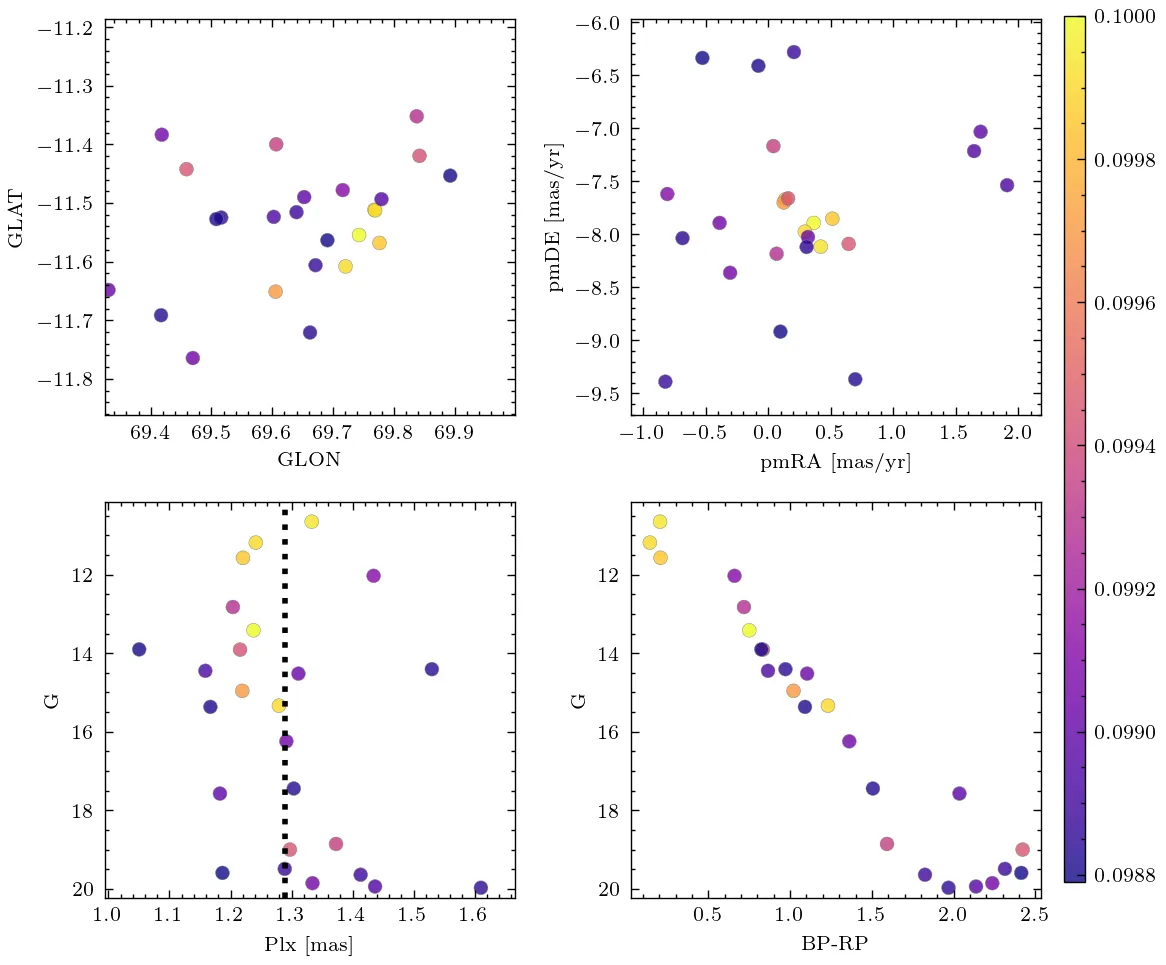 −11.2
−11.3
−11.4
−11.5
−11.6
−11.7
−11.8
GLAT
69.4 69.5 69.6 69.7 69.8 69.9
GLON
−6.0
−6.5
−7.0
−7.5
−8.0
−8.5
−9.0
−9.5
pmDE [mas/yr]
−1.0 −0.5 0.0 0.5 1.0 1.5 2.0
pmRA [mas/yr]
12
14
16
18
20
G
1.0 1.1 1.2 1.3 1.4 1.5 1.6
Plx [mas]
12
14
16
18
20
G
0.5 1.0 1.5 2.0 2.5
BP-RP
0.1000
0.0998
0.0996
0.0994
0.0992
0.0990
0.0988